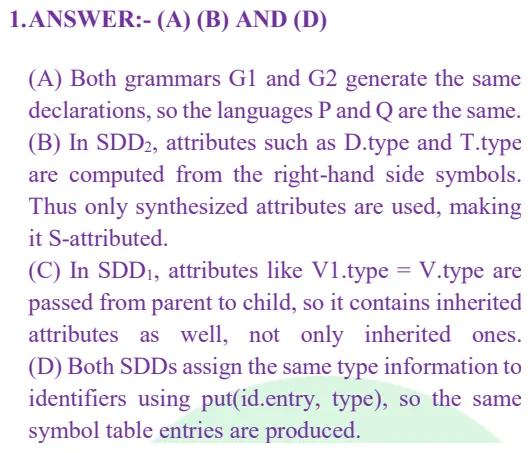 1.ANSWER:- (A) (B) AND (D)
(A) Both grammars G1 and G2 generate the same
declarations, so the languages P and Q are the same.
(B) In SDD₂, attributes such as D.type and T.type
are computed from the right-hand side symbols.
Thus only synthesized attributes are used, making
it S-attributed.
(C) In SDD₁, attributes like V1.type = V.type are
passed from parent to child, so it contains inherited
attributes as well, not only inherited ones.
(D) Both SDDs assign the same type information to
identifiers using put(id.entry, type), so the same
symbol table entries are produced.